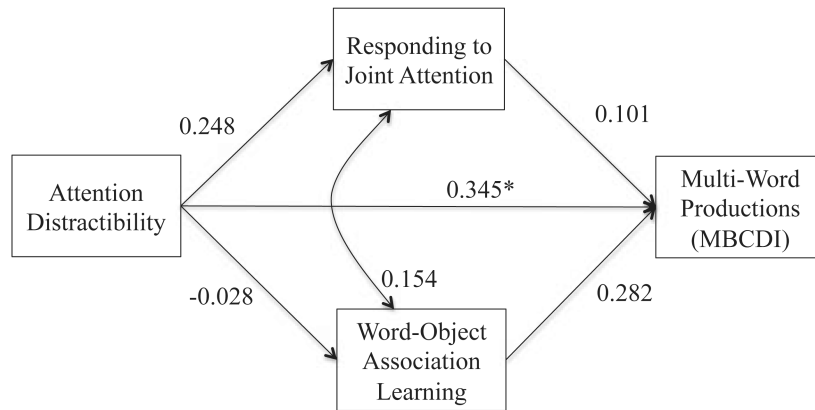 Responding to
Joint Attention
0.248
0.101
Attention
Distractibility
0.345*
Multi-Word
Productions
(MBCDI)
-0.028
0.154
0.282
Word-Object
Association
Learning